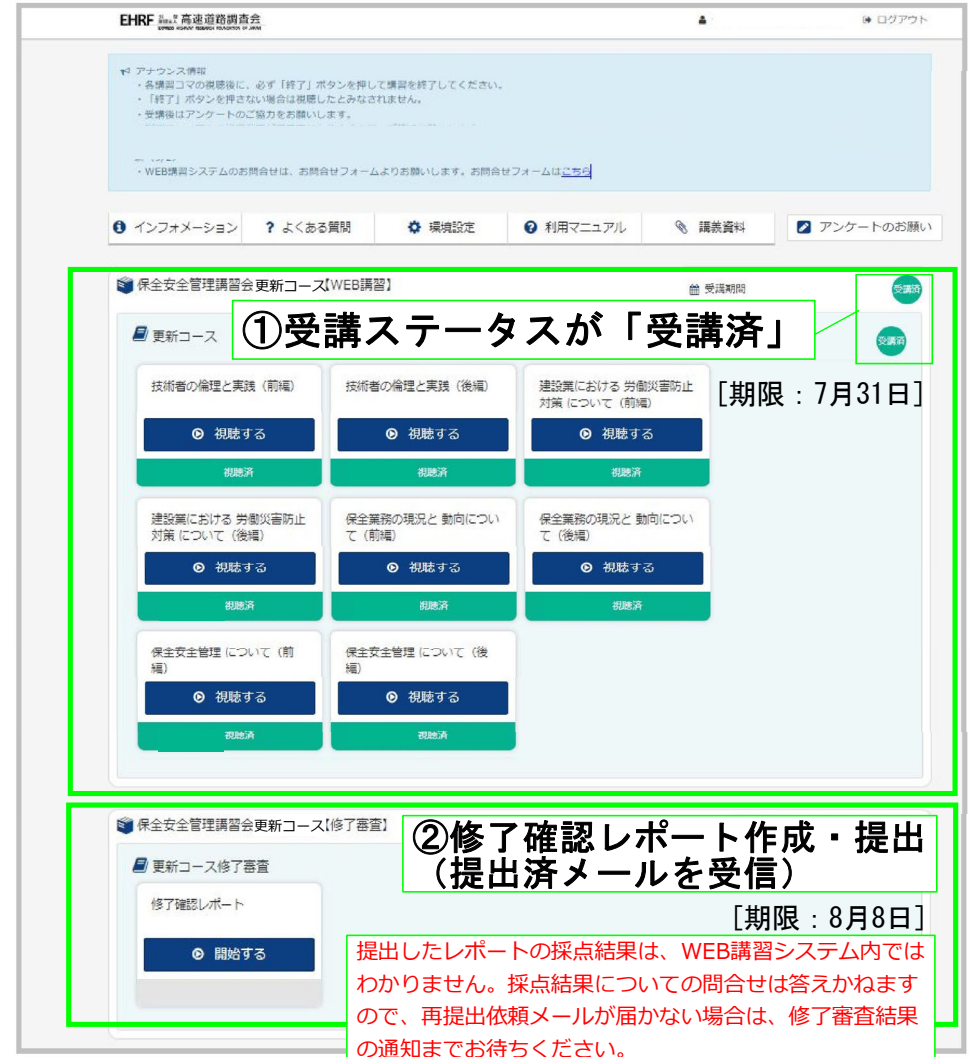 EHRF 公益財団法人 高速道路調査会
EXPRESS HIGHWAY RESEARCH FOUNDATION OF JAPAN
ログアウト
アナウンス情報
・各講習コマの視聴後に、必ず「終了」ボタンを押して講習を終了してください。
・「終了」ボタンを押さない場合は視聴したとみなされません。
・受講後はアンケートのご協力をお願いします。
・WEB講習システムのお問合せは、お問合せフォームよりお願いします。お問合せフォームはこちら
インフォメーション
よくある質問
環境設定
利用マニュアル
講義資料
アンケートのお願い
保全安全管理講習会更新コース【WEB講習】
受講期間
受講済
更新コース
①受講ステータスが「受講済」
受講済
[期限：7月31日]
技術者の倫理と実践（前編）
視聴する
視聴済
技術者の倫理と実践（後編）
視聴する
視聴済
建設業における 労働災害防止
対策 について（前編）
視聴する
視聴済
建設業における 労働災害防止
対策 について（後編）
視聴する
視聴済
保全業務の現況と 動向につい
て（前編）
視聴する
視聴済
保全業務の現況と 動向につい
て（後編）
視聴する
視聴済
保全安全管理 について（前
編）
視聴する
視聴済
保全安全管理 について（後
編）
視聴する
視聴済
保全安全管理講習会更新コース【修了審査】
②修了確認レポート作成・提出
（提出済メールを受信）
更新コース修了審査
修了確認レポート
開始する
[期限：8月8日]
提出したレポートの採点結果は、WEB講習システム内では
わかりません。採点結果についての問合せは答えかねます
ので、再提出依頼メールが届かない場合は、修了審査結果
の通知までお待ちください。